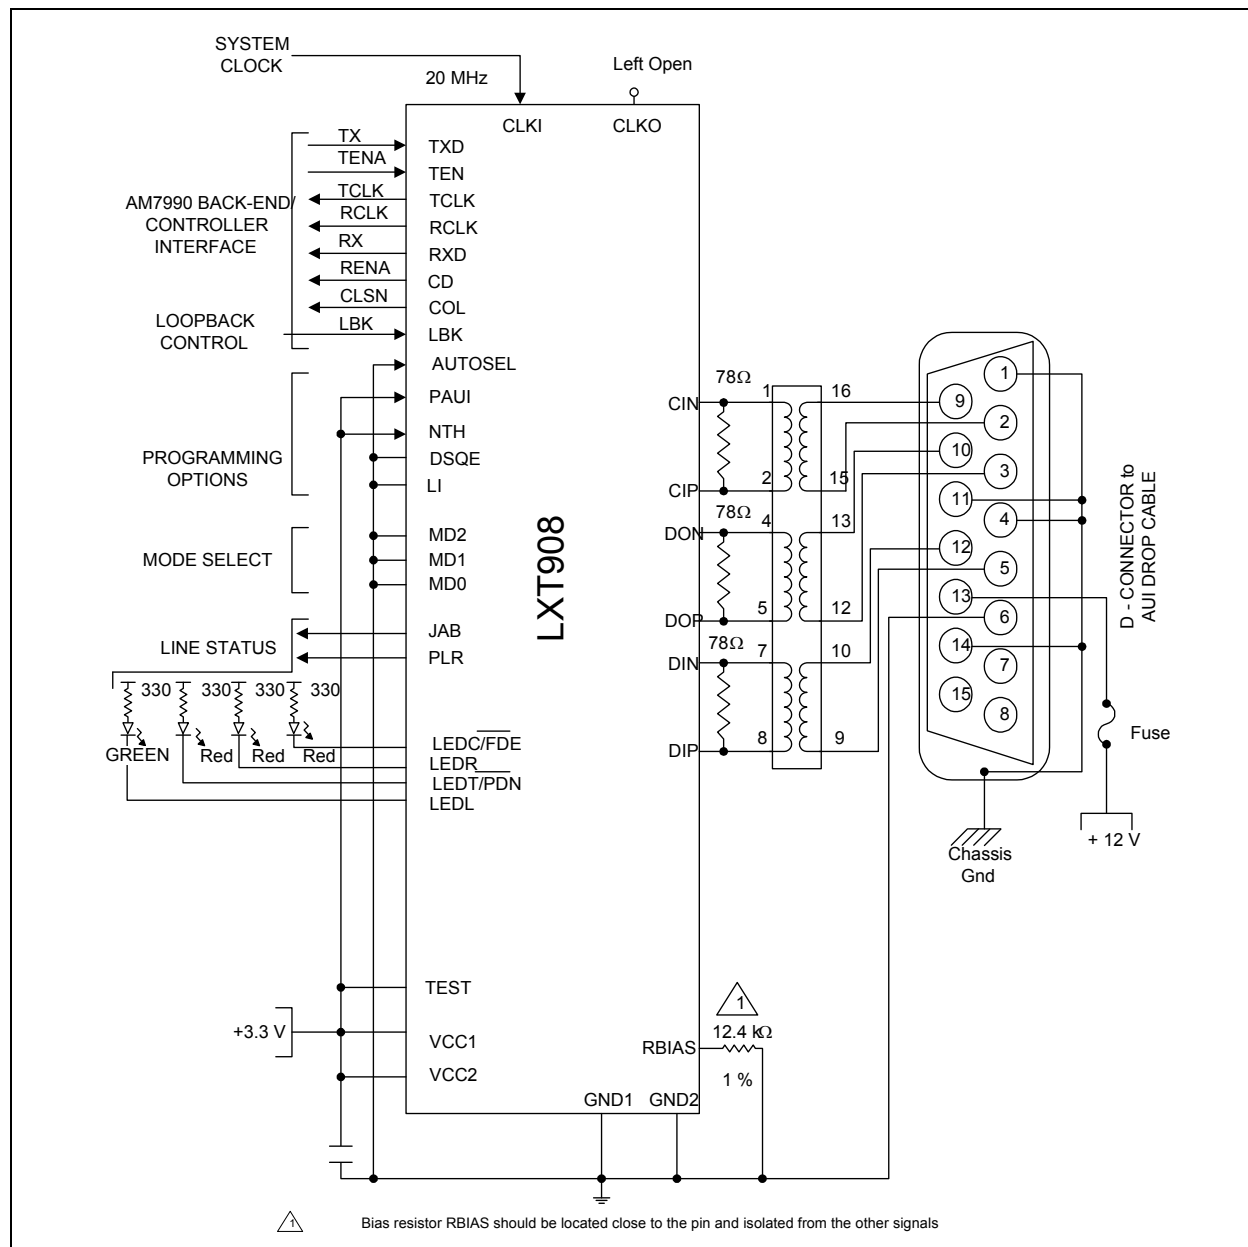 SYSTEM
CLOCK
20 MHz
Left Open
CLKI
CLKO
TX
TXD
TENA
TEN
TCLK
TCLK
RCLK
RCLK
RX
RXD
RENA
CD
CLSN
COL
LBK
LBK
AM7990 BACK-END/
CONTROLLER
INTERFACE
LOOPBACK
CONTROL
AUTOSEL
PAUI
NTH
DSQE
LI
PROGRAMMING
OPTIONS
MD2
MD1
MD0
MODE SELECT
JAB
PLR
LINE STATUS
330
330
330
330
GREEN
Red
Red
Red
LEDC/FDE
LEDR
LEDT/PDN
LEDL
LXT908
CIN
CIP
DON
DOP
DIN
DIP
78Ω
78Ω
78Ω
1
16
2
15
4
13
5
12
7
10
8
9
1
9
2
10
3
11
4
12
5
13
6
14
7
15
8
D - CONNECTOR to
AUI DROP CABLE
Fuse
+ 12 V
Chassis
Gnd
TEST
+3.3 V
VCC1
VCC2
RBIAS
1
12.4 kΩ
1 %
GND1
GND2
1
Bias resistor RBIAS should be located close to the pin and isolated from the other signals